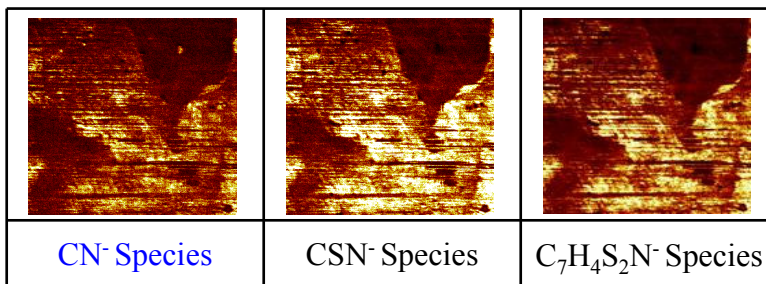 CN⁻ Species
CSN⁻ Species
C₇H₄S₂N⁻ Species